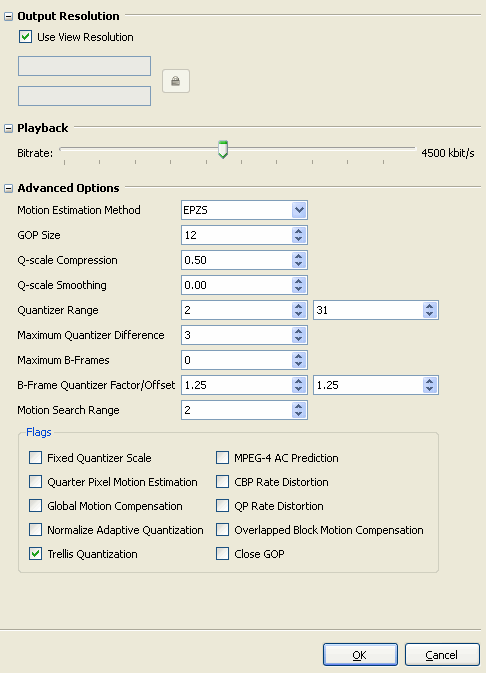 Output Resolution
Use View Resolution
Playback
Bitrate: 4500 kbit/s
Advanced Options
Motion Estimation Method EPZS
GOP Size 12
Q-scale Compression 0.50
Q-scale Smoothing 0.00
Quantizer Range 2 31
Maximum Quantizer Difference 3
Maximum B-Frames 0
B-Frame Quantizer Factor/Offset 1.25 1.25
Motion Search Range 2
Flags
Fixed Quantizer Scale MPEG-4 AC Prediction
Quarter Pixel Motion Estimation CBP Rate Distortion
Global Motion Compensation QP Rate Distortion
Normalize Adaptive Quantization Overlapped Block Motion Compensation
Trellis Quantization Close GOP
OK Cancel